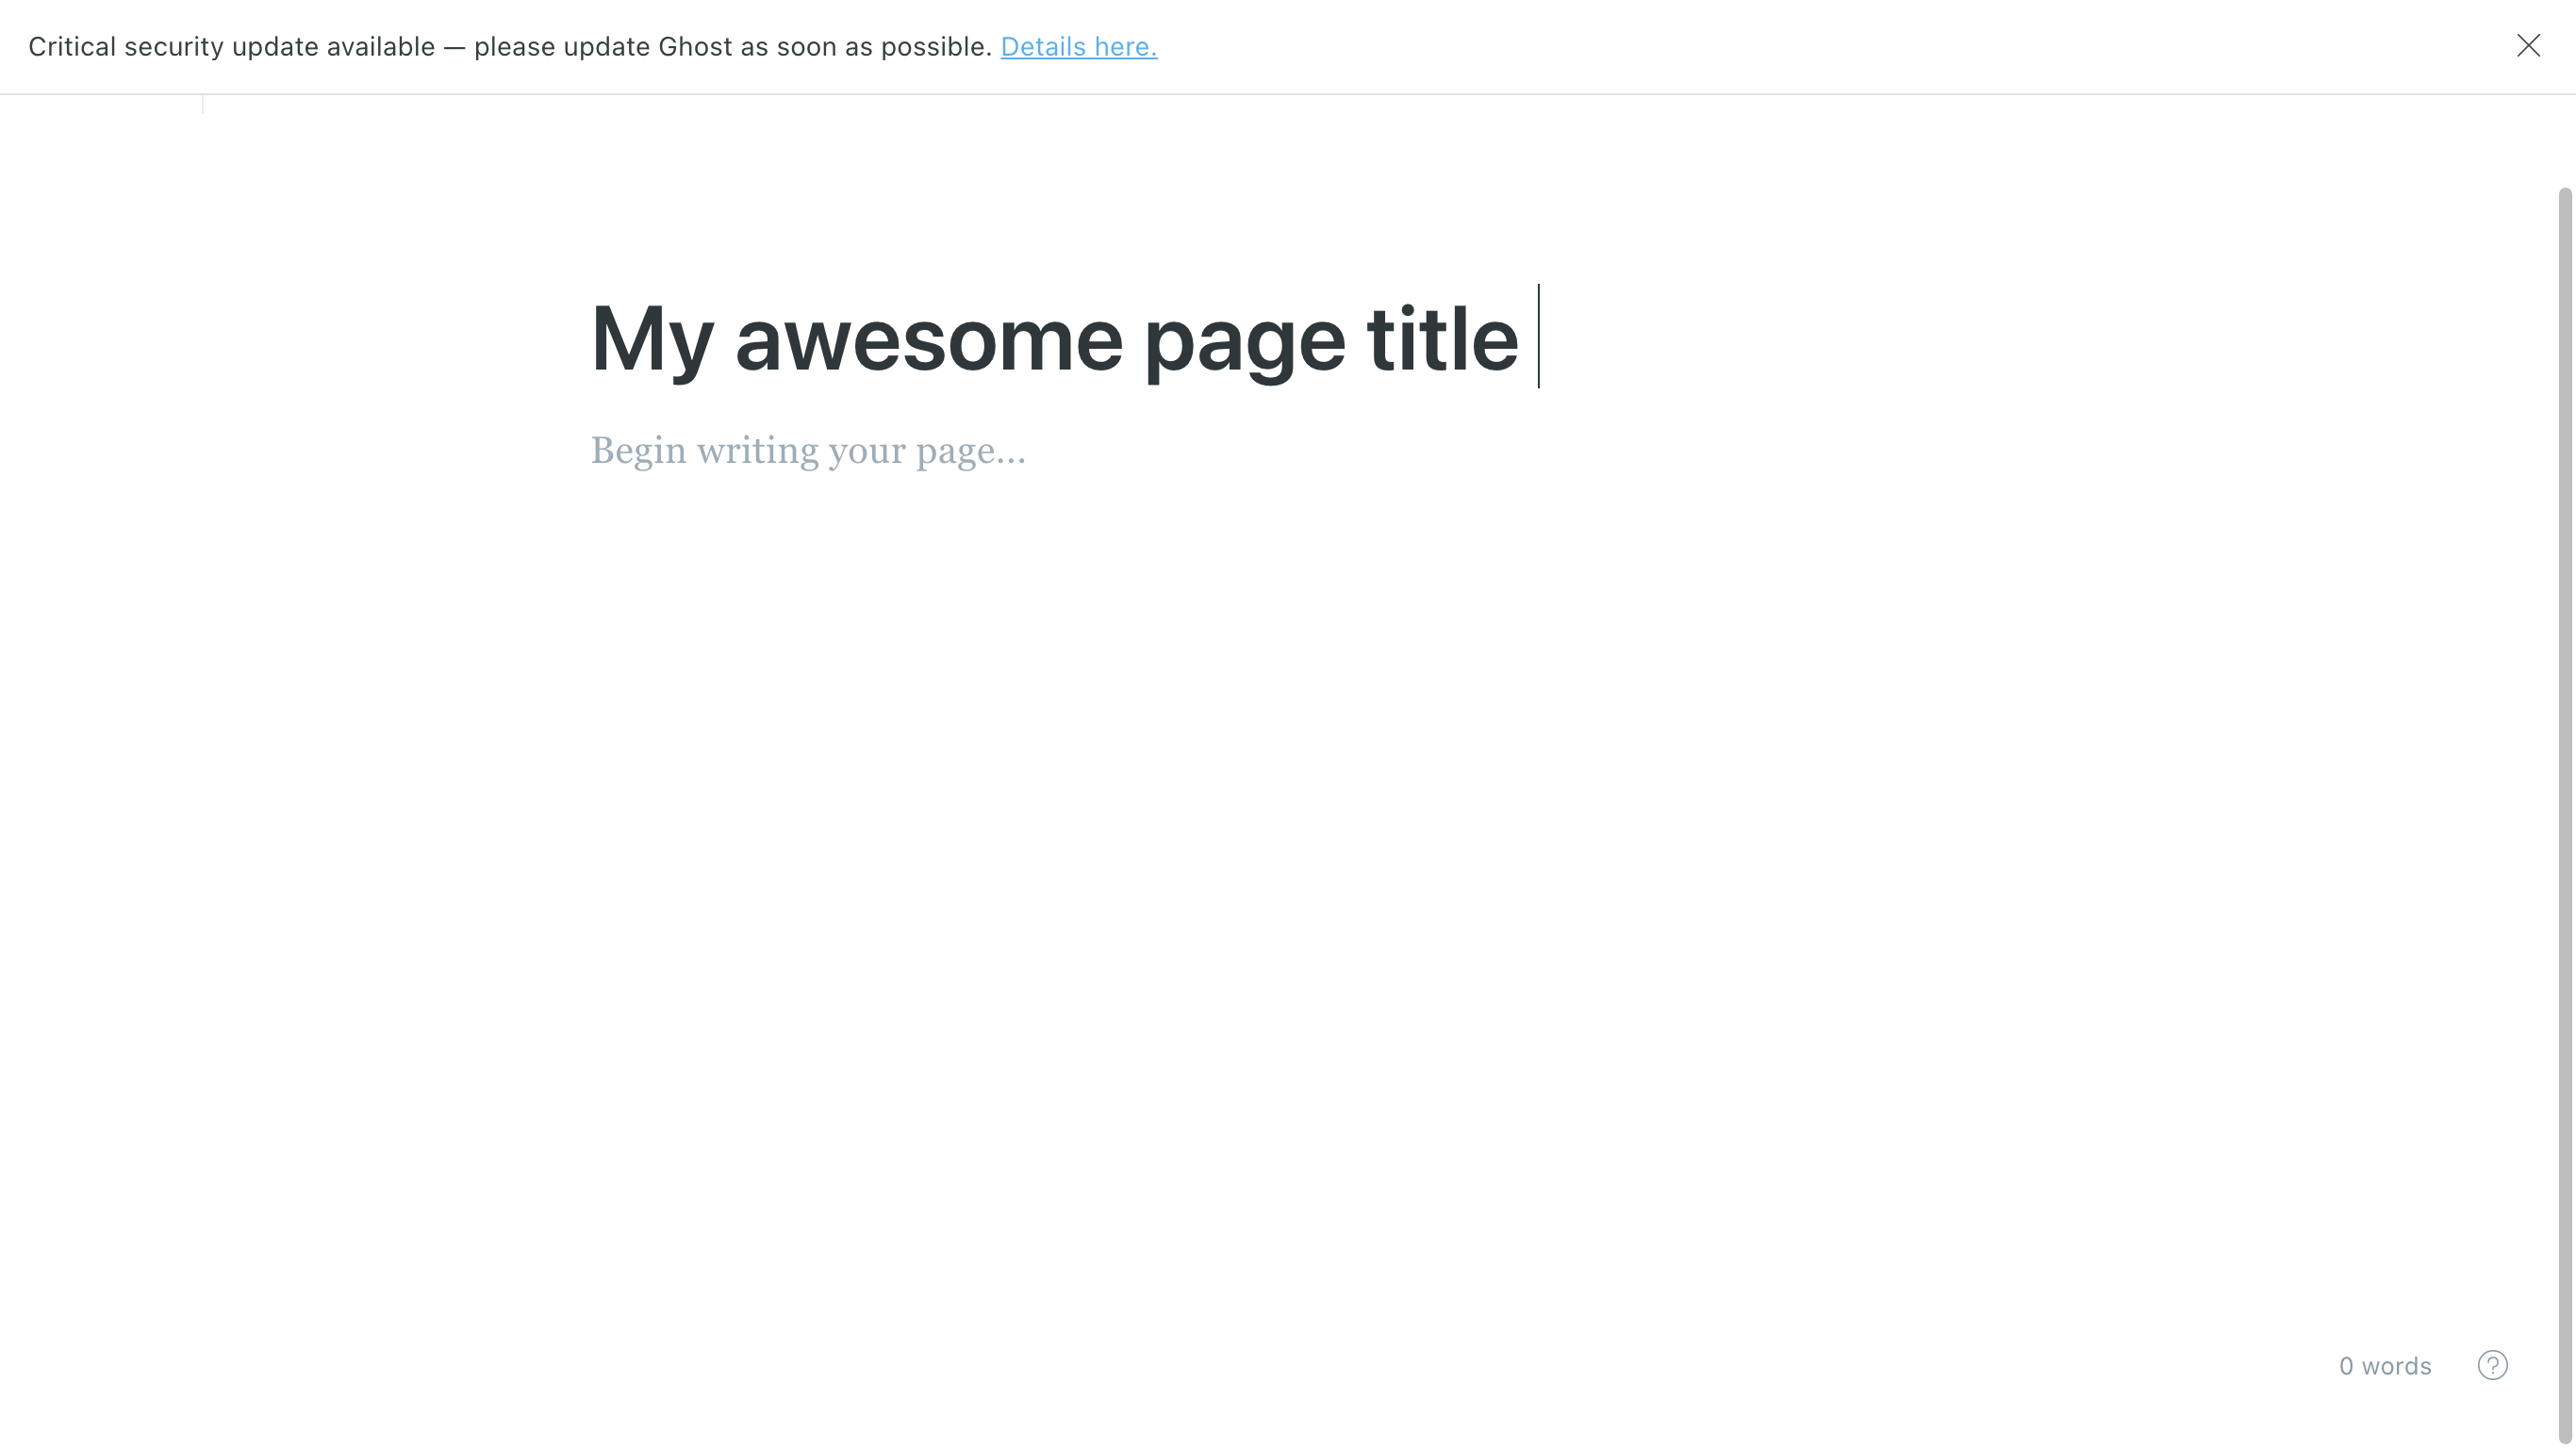 Critical security update available — please update Ghost as soon as possible. Details here.
My awesome page title
Begin writing your page...
0 words
?